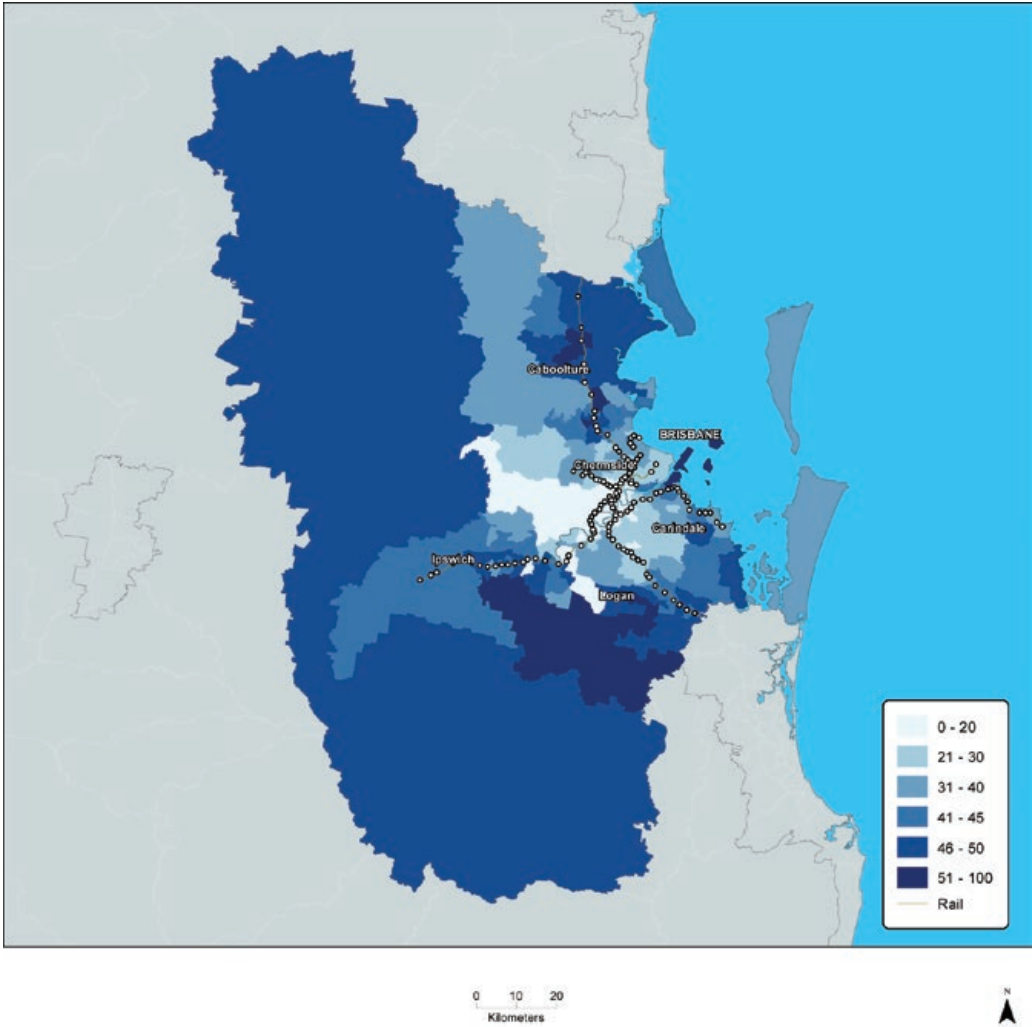 Caboolture
BRISBANE
Chermside
Carindale
Ipswich
Logan
0 - 20
21 - 30
31 - 40
41 - 45
46 - 50
51 - 100
Rail
0 10 20
Kilometers
N